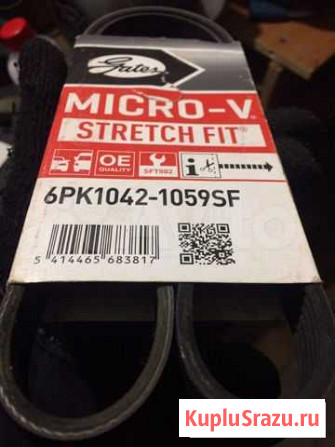 Gates
MICRO-V®
STRETCH FIT®
OE
QUALITY
SFT002
i
6PK1042-1059SF
5 414465 683817
KupluSrazu.ru